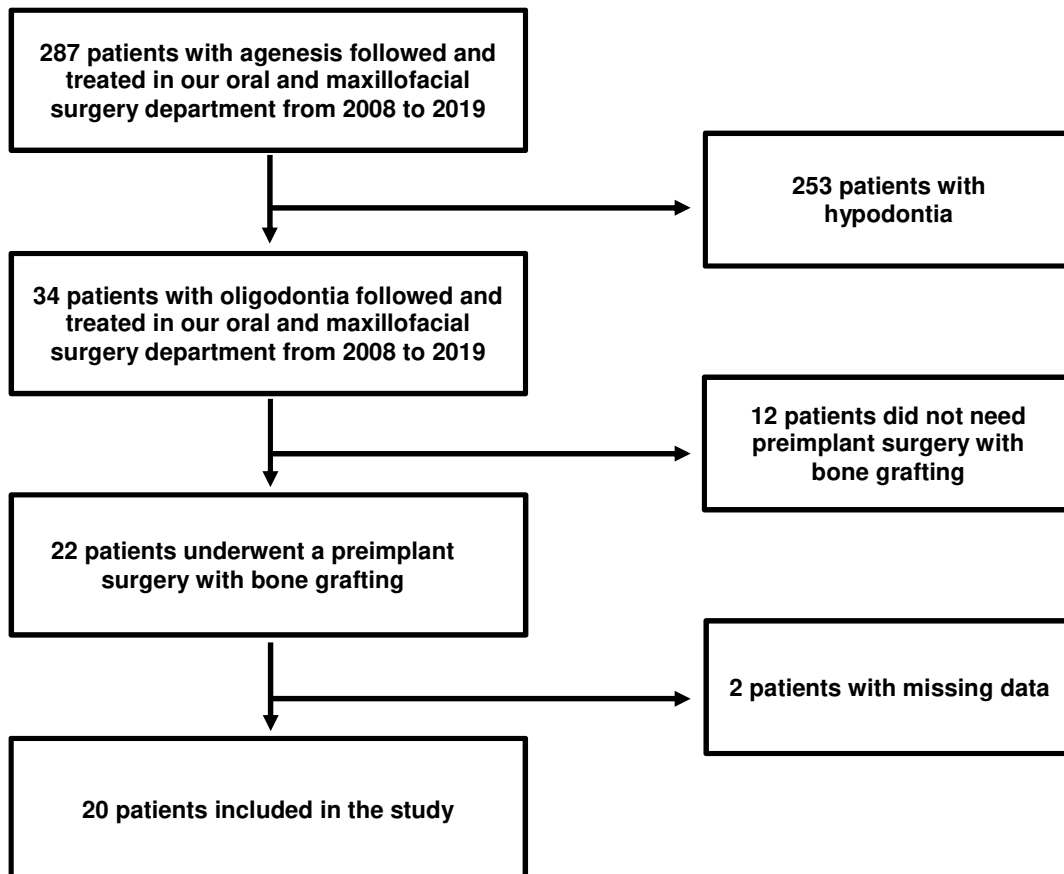 287 patients with agenesis followed and
treated in our oral and maxillofacial
surgery department from 2008 to 2019
253 patients with
hypodontia
34 patients with oligodontia followed and
treated in our oral and maxillofacial
surgery department from 2008 to 2019
12 patients did not need
preimplant surgery with
bone grafting
22 patients underwent a preimplant
surgery with bone grafting
2 patients with missing data
20 patients included in the study